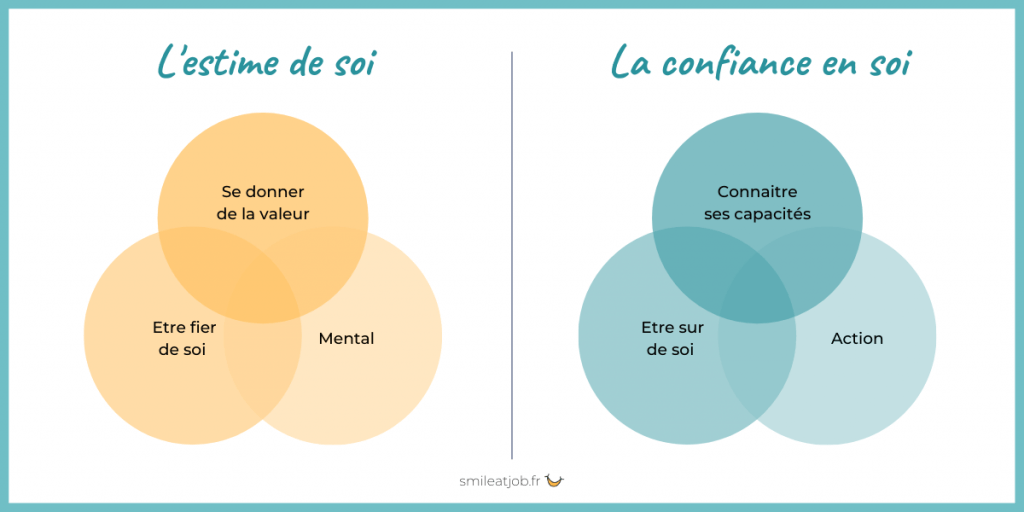 L'estime de soi
Se donner
de la valeur
Etre fier
de soi
Mental
La confiance en soi
Connaitre
ses capacités
Etre sur
de soi
Action
smileatjob.fr